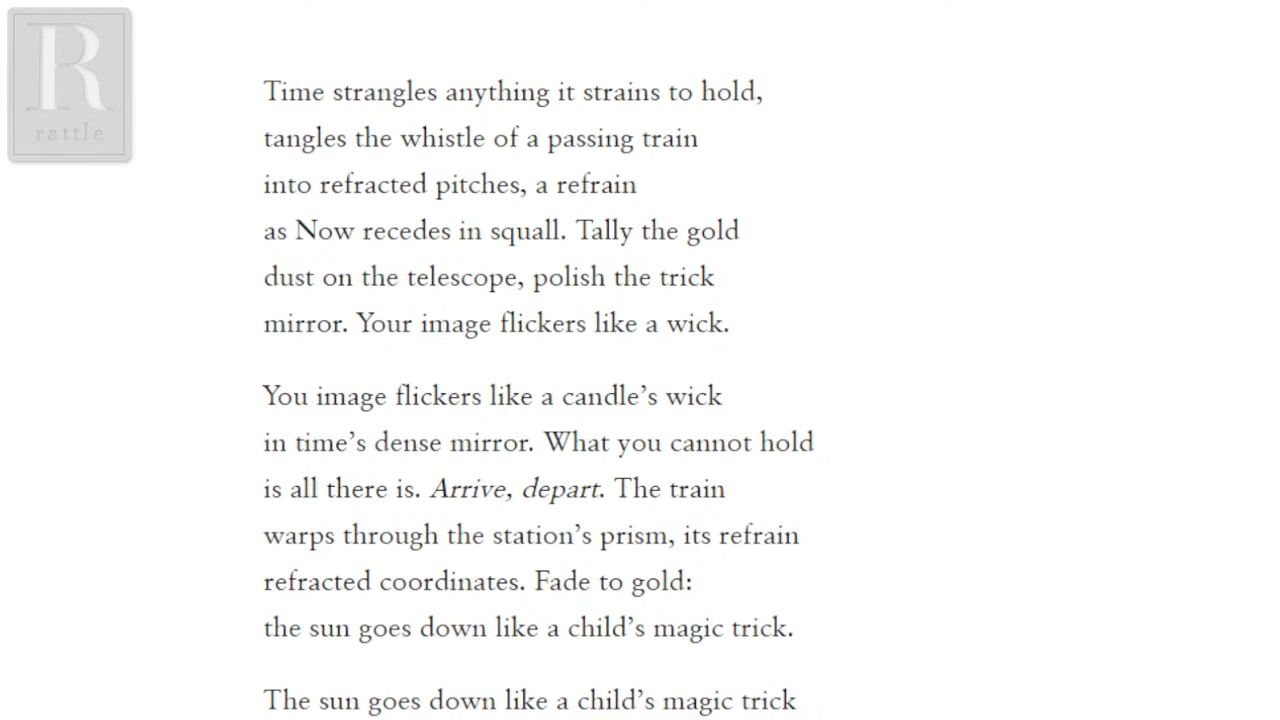 R
rattle
Time strangles anything it strains to hold,
tangles the whistle of a passing train
into refracted pitches, a refrain
as Now recedes in squall. Tally the gold
dust on the telescope, polish the trick
mirror. Your image flickers like a wick.
You image flickers like a candle’s wick
in time’s dense mirror. What you cannot hold
is all there is. Arrive, depart. The train
warps through the station’s prism, its refrain
refracted coordinates. Fade to gold:
the sun goes down like a child’s magic trick.
The sun goes down like a child’s magic trick